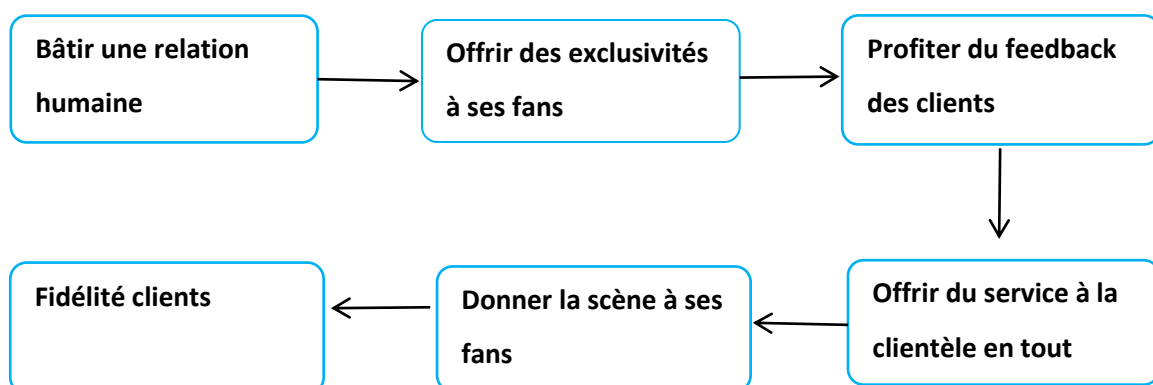 Bâtir une relation
humaine
Offrir des exclusivités
à ses fans
Profiter du feedback
des clients
Offrir du service à la
clientèle en tout
Donner la scène à ses
fans
Fidélité clients